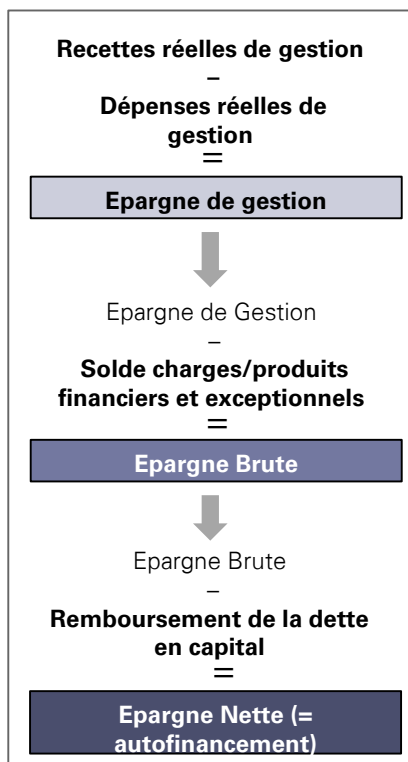 Recettes réelles de gestion
–
Dépenses réelles de
gestion
=
Epargne de gestion
Epargne de Gestion
–
Solde charges/produits
financiers et exceptionnels
=
Epargne Brute
Epargne Brute
–
Remboursement de la dette
en capital
=
Epargne Nette (=
autofinancement)